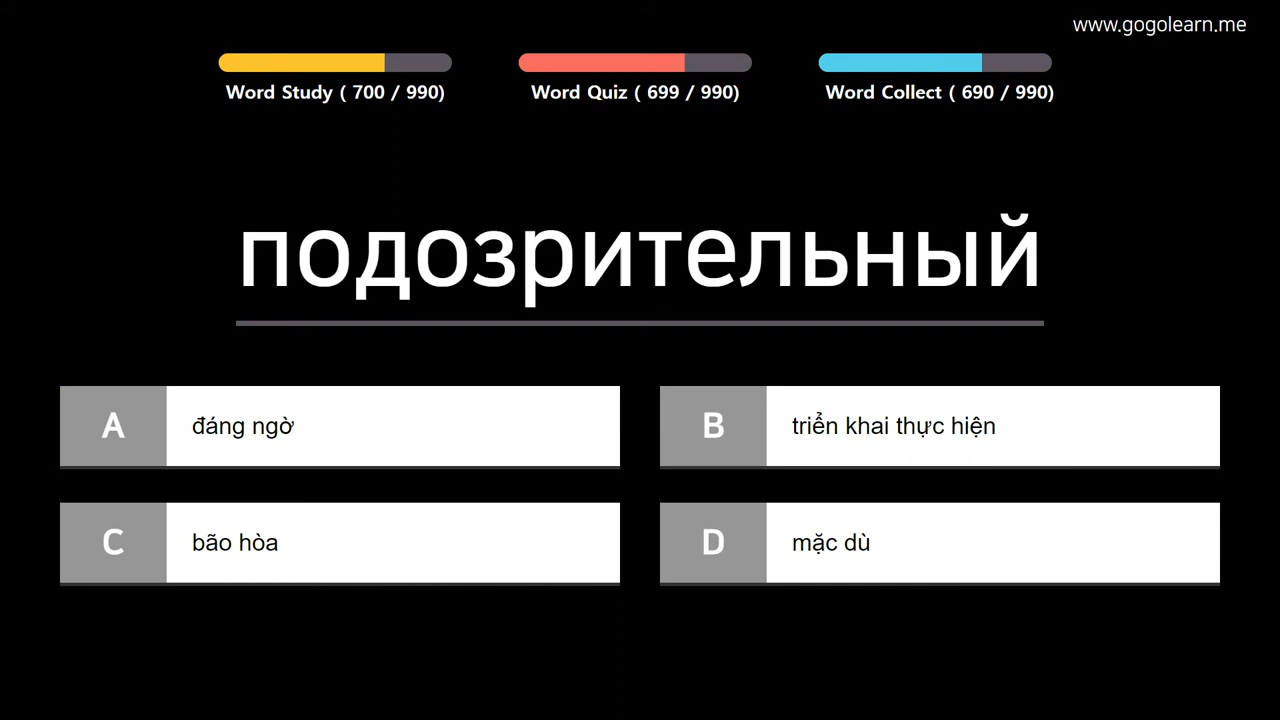 www.gogolearn.me
Word Study ( 700 / 990)
Word Quiz ( 699 / 990)
Word Collect ( 690 / 990)
подозрительный
A
đáng ngờ
B
triển khai thực hiện
C
bão hòa
D
mặc dù